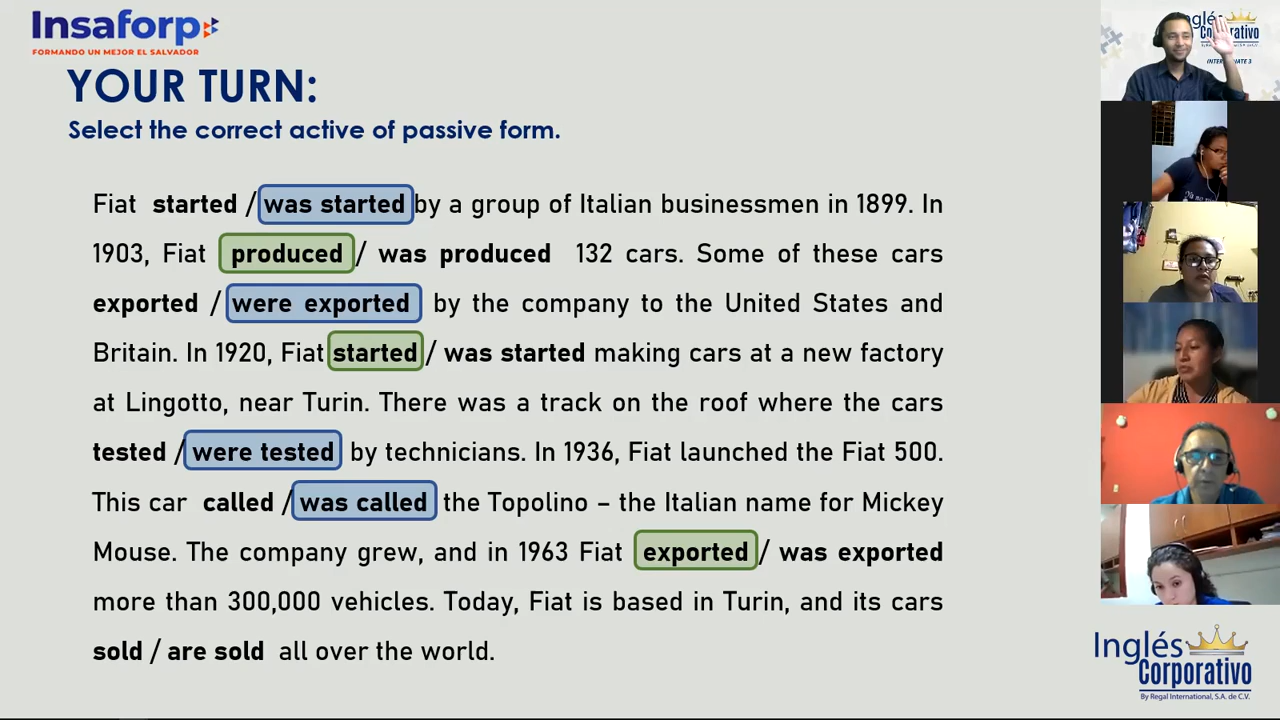 Insaforp
FORMANDO UN MEJOR EL SALVADOR
YOUR TURN:
Select the correct active of passive form.
Fiat started / was started by a group of Italian businessmen in 1899. In
1903, Fiat produced / was produced 132 cars. Some of these cars
exported / were exported by the company to the United States and
Britain. In 1920, Fiat started / was started making cars at a new factory
at Lingotto, near Turin. There was a track on the roof where the cars
tested / were tested by technicians. In 1936, Fiat launched the Fiat 500.
This car called / was called the Topolino – the Italian name for Mickey
Mouse. The company grew, and in 1963 Fiat exported / was exported
more than 300,000 vehicles. Today, Fiat is based in Turin, and its cars
sold / are sold all over the world.
Inglés
Corporativo
By Regal International, S.A. de C.V.